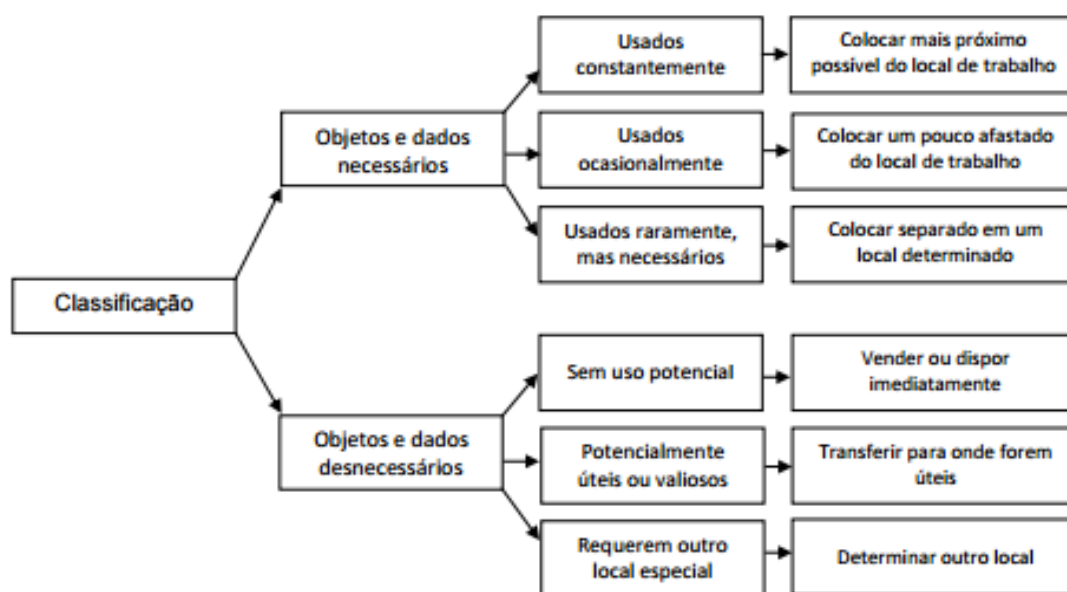 Classificação
Objetos e dados
necessários
Usados
constantemente
Colocar mais próximo
possível do local de trabalho
Usados
ocasionalmente
Colocar um pouco afastado
do local de trabalho
Usados raramente,
mas necessários
Colocar separado em um
local determinado
Objetos e dados
desnecessários
Sem uso potencial
Vender ou dispor
imediatamente
Potencialmente
úteis ou valiosos
Transferir para onde forem
úteis
Requerem outro
local especial
Determinar outro local